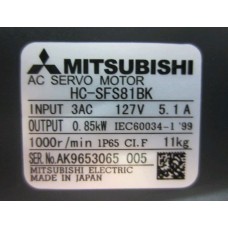 MITSUBISHI
AC SERVO MOTOR
HC-SFS81BK
INPUT 3AC 127V 5.1A
OUTPUT 0.85kW IEC60034-1 '99
1000r/min IP65 CI.F 11kg
SER.No.AK9653065 005
MITSUBISHI ELECTRIC
MADE IN JAPAN